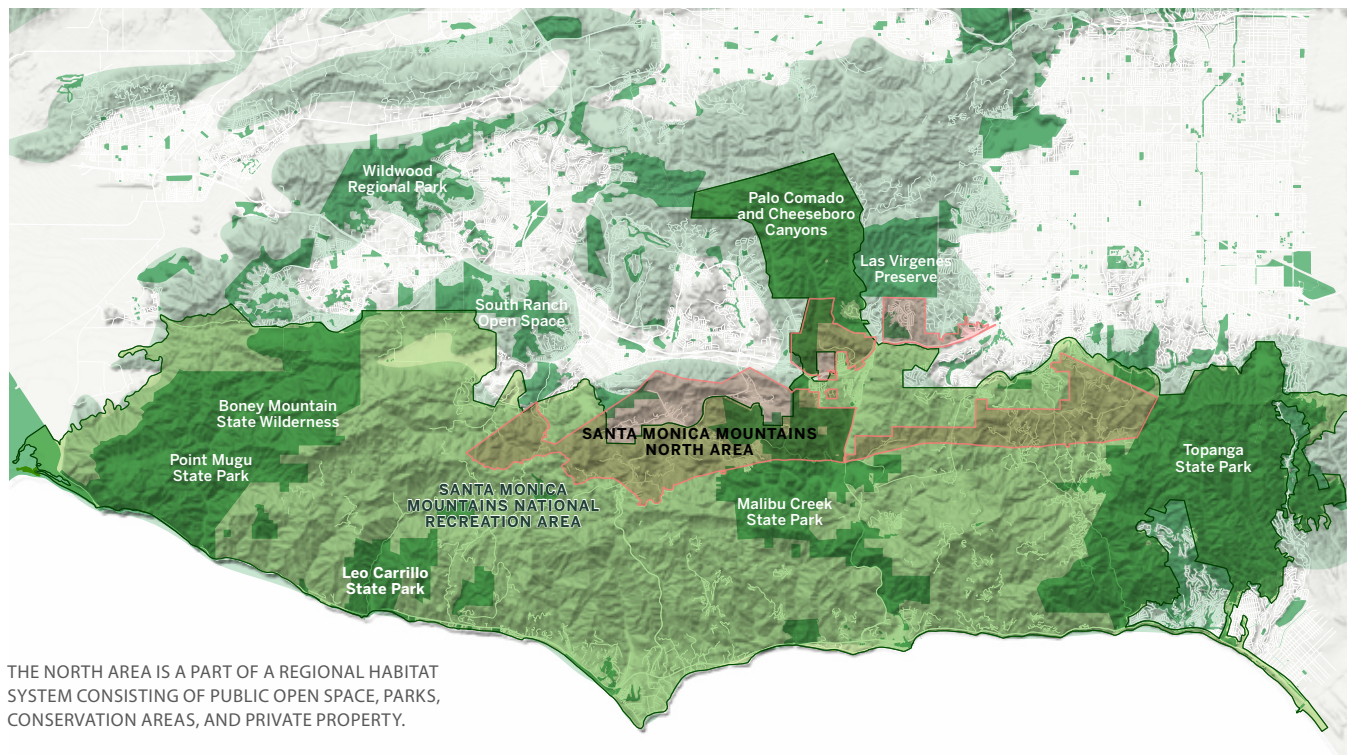 Wildwood
Regional Park
Palo Comado
and Cheeseboro
Canyons
Las Virgenes
Preserve
South Ranch
Open Space
Boney Mountain
State Wilderness
SANTA MONICA MOUNTAINS
NORTH AREA
Point Mugu
State Park
Topanga
State Park
SANTA MONICA
MOUNTAINS NATIONAL
RECREATION AREA
Malibu Creek
State Park
Leo Carrillo
State Park
THE NORTH AREA IS A PART OF A REGIONAL HABITAT
SYSTEM CONSISTING OF PUBLIC OPEN SPACE, PARKS,
CONSERVATION AREAS, AND PRIVATE PROPERTY.